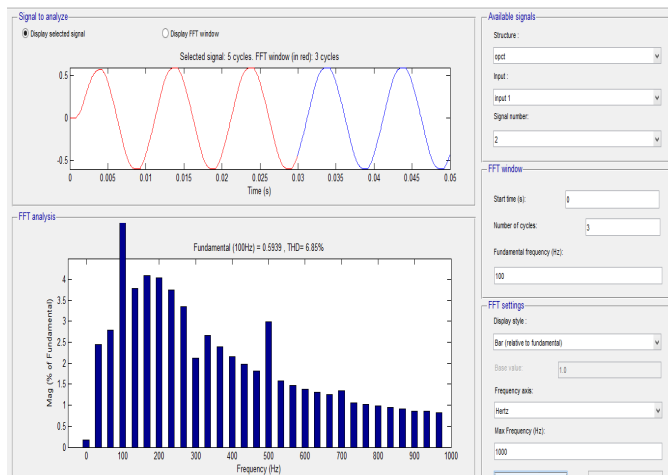 Signal to analyze
Display selected signal
Display FFT window
Selected signal: 5 cycles. FFT window (in red): 3 cycles
0.5
0
-0.5
0 0.005 0.01 0.015 0.02 0.025 0.03 0.035 0.04 0.045 0.05
Time (s)
FFT analysis
Fundamental (100Hz) = 0.5939 , THD= 6.85%
4
3.5
3
2.5
2
1.5
1
0.5
0
Mag (% of Fundamental)
0 100 200 300 400 500 600 700 800 900 1000
Frequency (Hz)
Available signals
Structure :
opct
Input :
input 1
Signal number:
2
FFT window
Start time (s): 0
Number of cycles: 3
Fundamental frequency (Hz):
100
FFT settings
Display style :
Bar (relative to fundamental)
Base value: 1.0
Frequency axis:
Hertz
Max Frequency (Hz):
1000